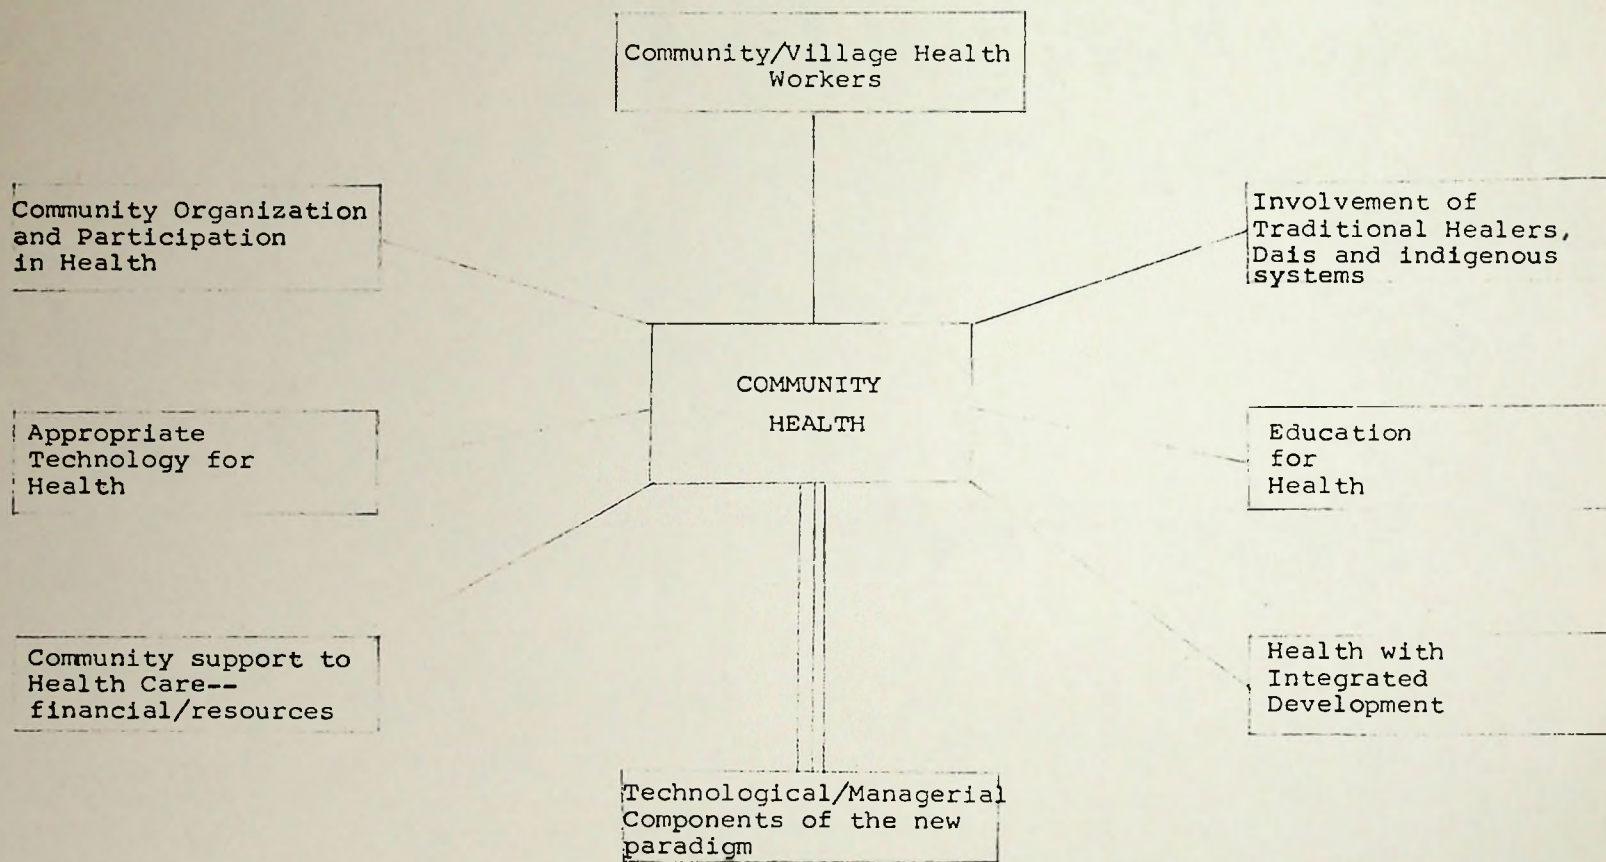 Community/Village Health
Workers
Community Organization
and Participation
in Health
Involvement of
Traditional Healers,
Dais and indigenous
systems
COMMUNITY
HEALTH
Appropriate
Technology for
Health
Education
for
Health
Community support to
Health Care--
financial/resources
Health with
Integrated
Development
Technological/Managerial
Components of the new
paradigm